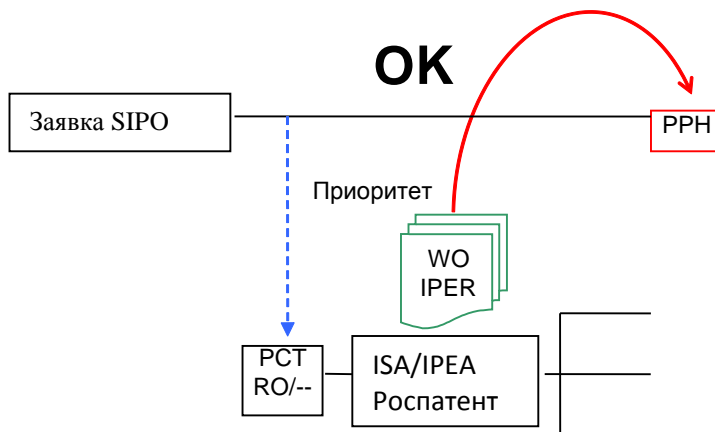 OK
Заявка SIPO
PPH
Приоритет
WO
IPER
PCT
RO/--
ISA/IPEA
Роспатент